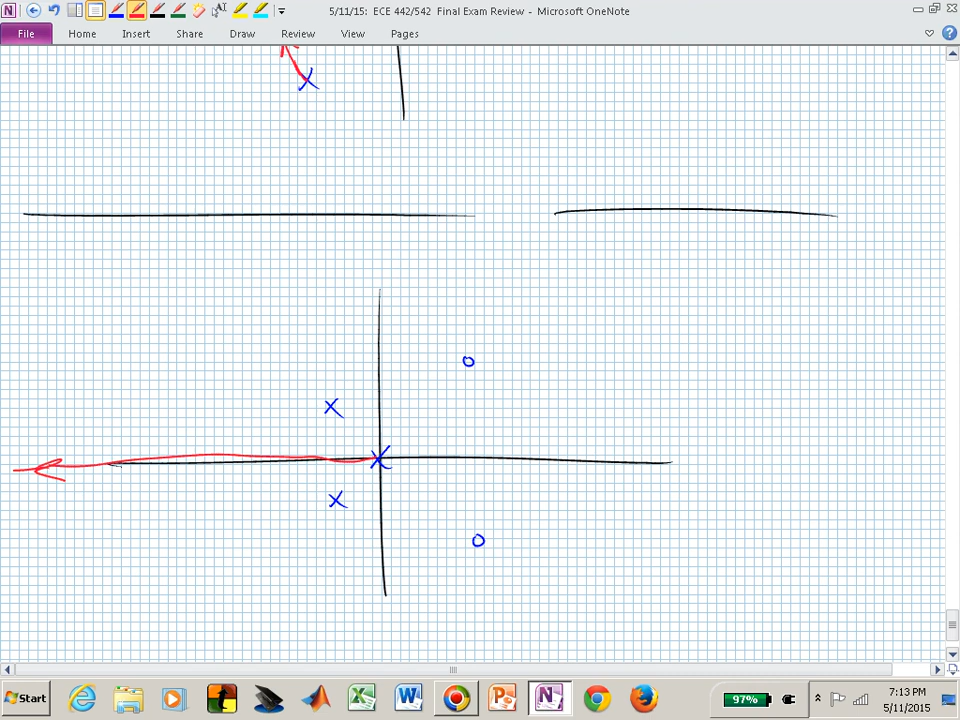 5/11/15: ECE 442/542 Final Exam Review - Microsoft OneNote
File Home Insert Share Draw Review View Pages
X
o
X
X
X
o
Start
97%
7:13 PM
5/11/2015